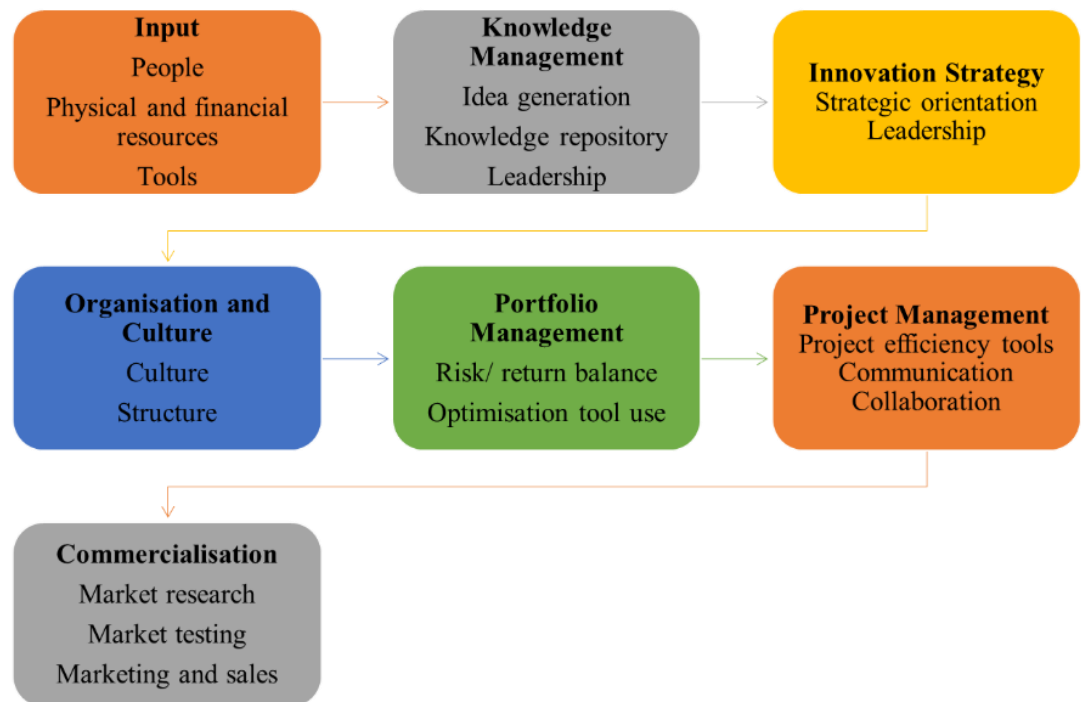 Input
People
Physical and financial
resources
Tools
Knowledge
Management
Idea generation
Knowledge repository
Leadership
Innovation Strategy
Strategic orientation
Leadership
Organisation and
Culture
Culture
Structure
Portfolio
Management
Risk/ return balance
Optimisation tool use
Project Management
Project efficiency tools
Communication
Collaboration
Commercialisation
Market research
Market testing
Marketing and sales